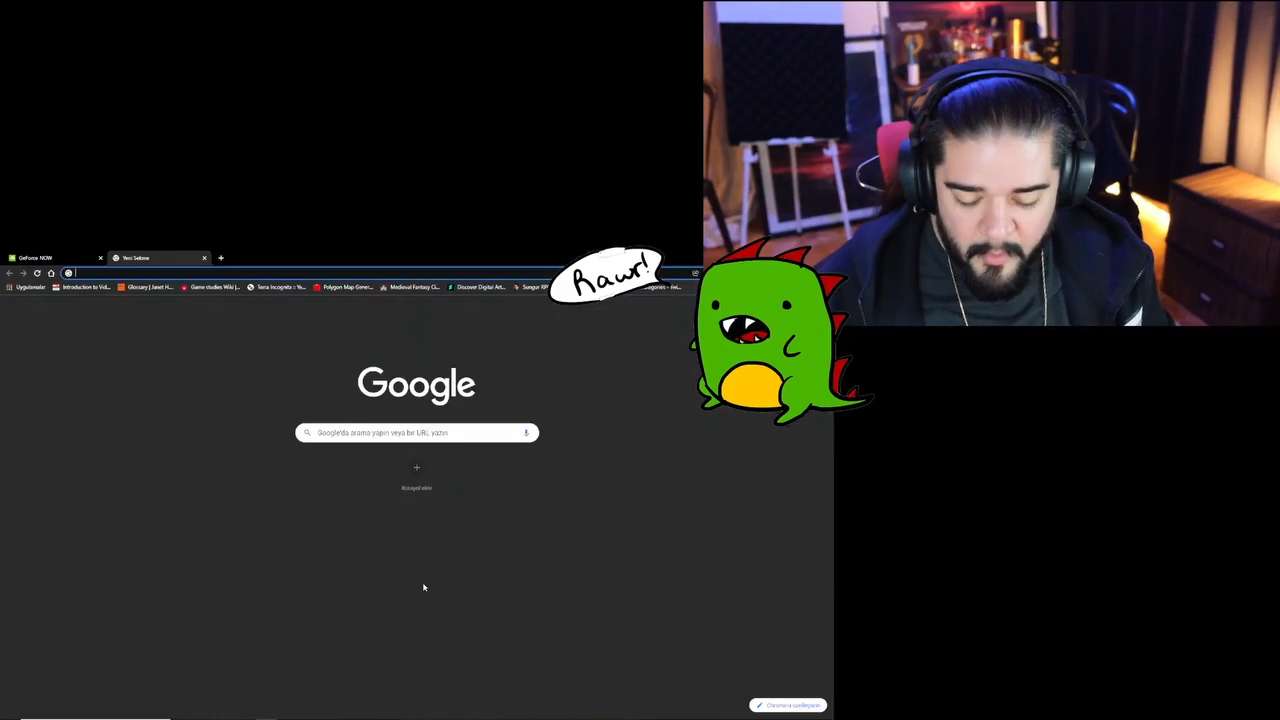 GeForce NOW
Yeni Sekme
Uygulamalar
Introduction to Vid...
Glossary | Janet H...
Game studies Wiki |...
Terra Incognita : Yo...
Polygon Map Gener...
Medieval Fantasy Ci...
Discover Digital Art...
Sungur RP
Rawr!
Google
Google'da arama yapın veya bir URL yazın
Kısayol ekle
Chrome'u özelleştirin